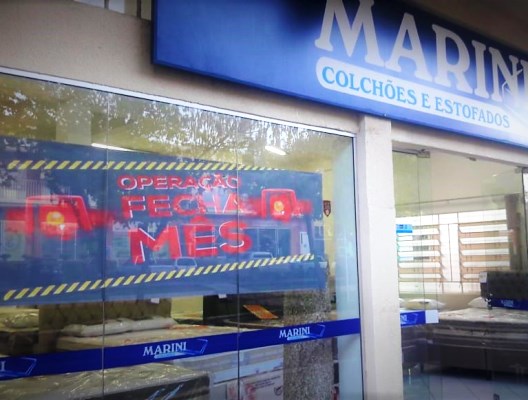 MARINI
COLCHÕES E ESTOFADOS
OPERAÇÃO
FECHA
MÊS
MARINI
MARINI